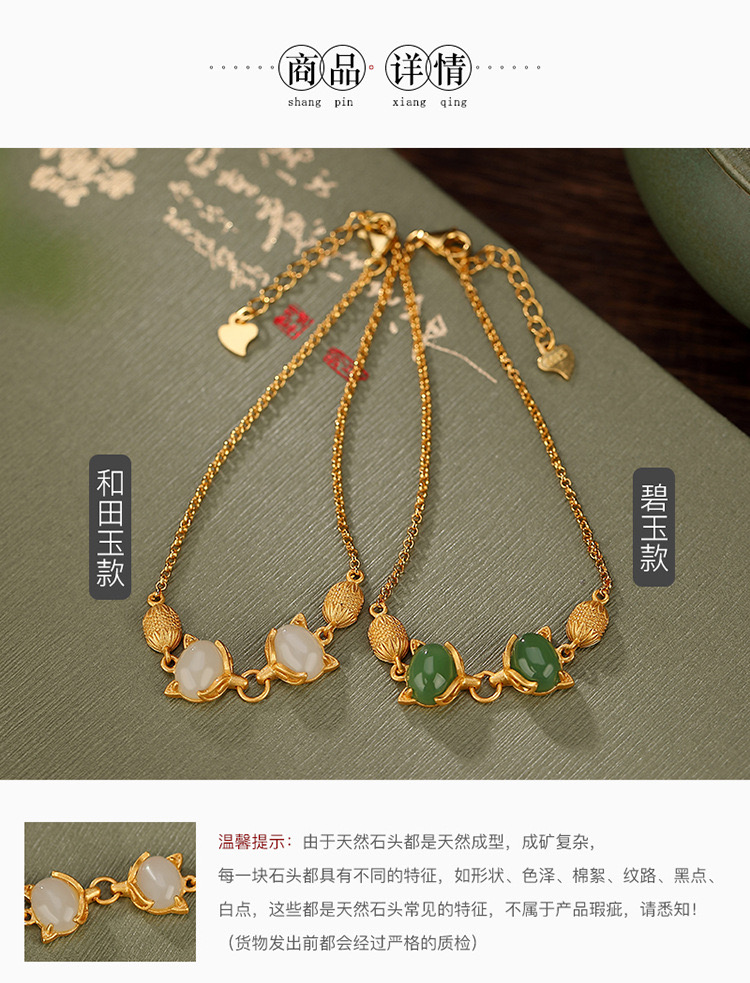 商品·详情
shang pin xiang qing
和田玉款
碧玉款
温馨提示：由于天然石头都是天然成型，成矿复杂，
每一块石头都具有不同的特征，如形状、色泽、棉絮、纹路、黑点、
白点，这些都是天然石头常见的特征，不属于产品瑕疵，请悉知！
（货物发出前都会经过严格的质检）